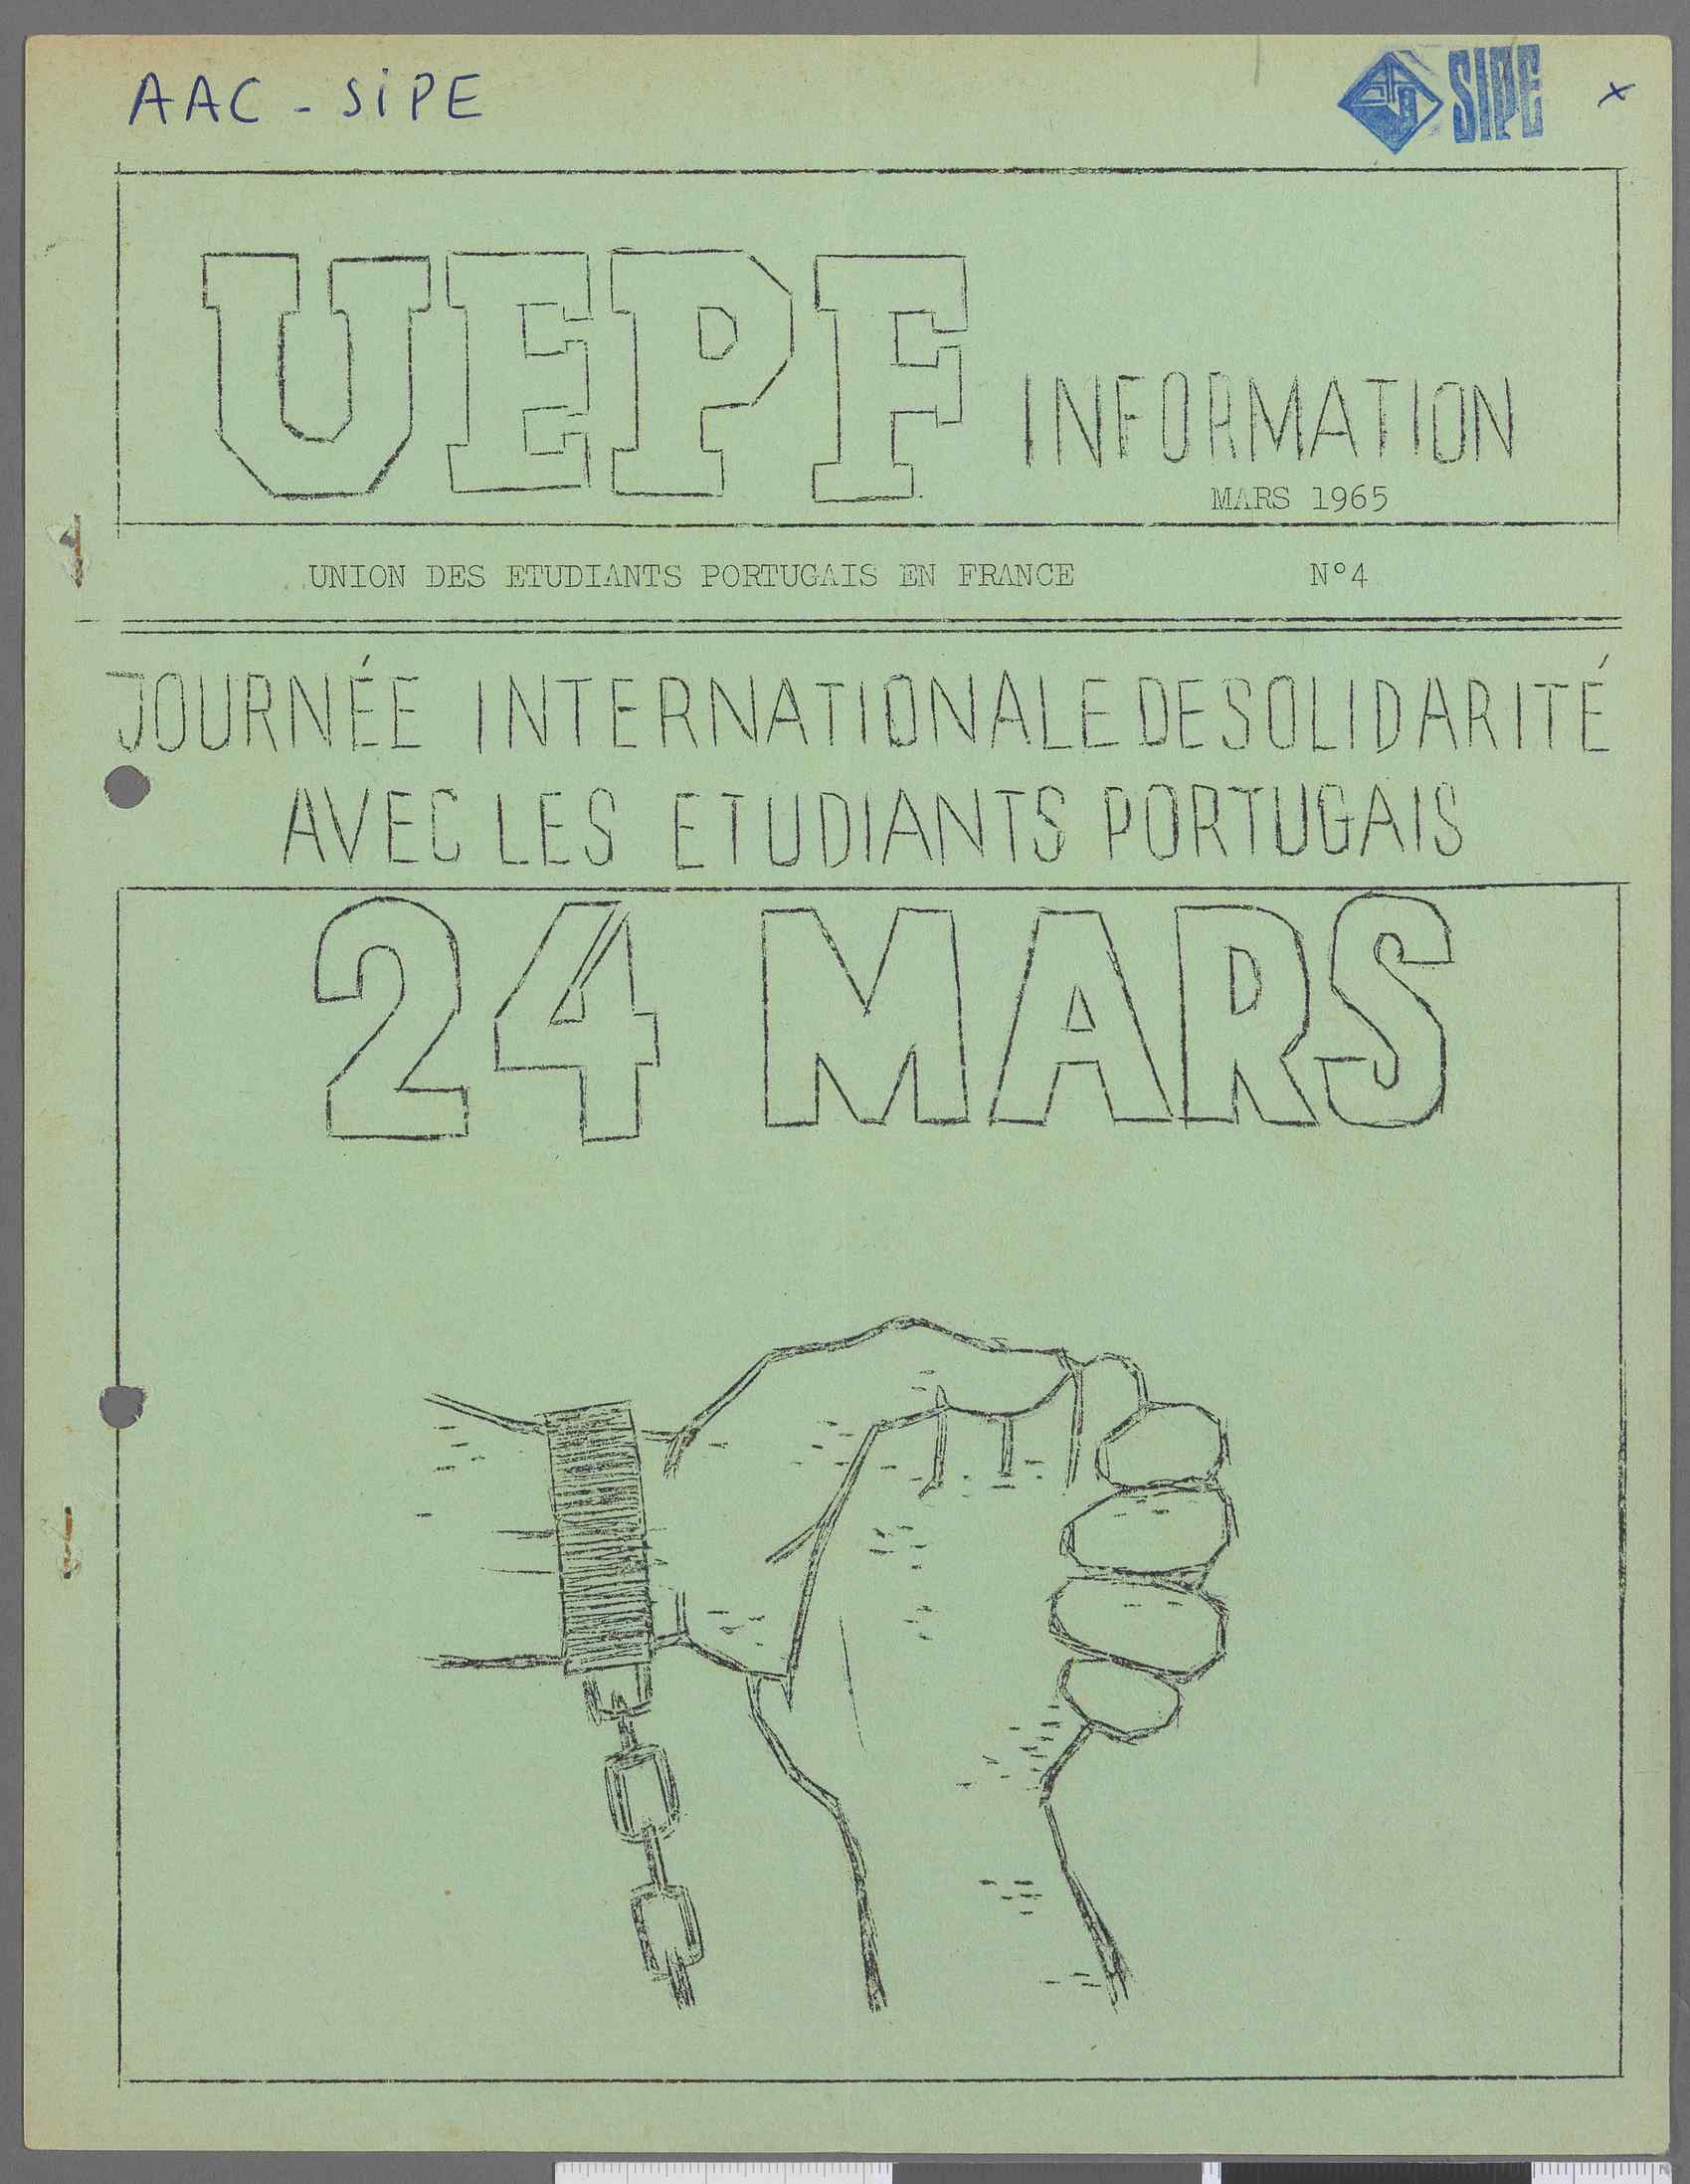 AAC - SiPE
SIPE
x
UEPF INFORMATION
MARS 1965
UNION DES ETUDIANTS PORTUGAIS EN FRANCE N°4
JOURNÉE INTERNATIONALE DE SOLIDARITÉ
AVEC LES ETUDIANTS PORTUGAIS
24 MARS